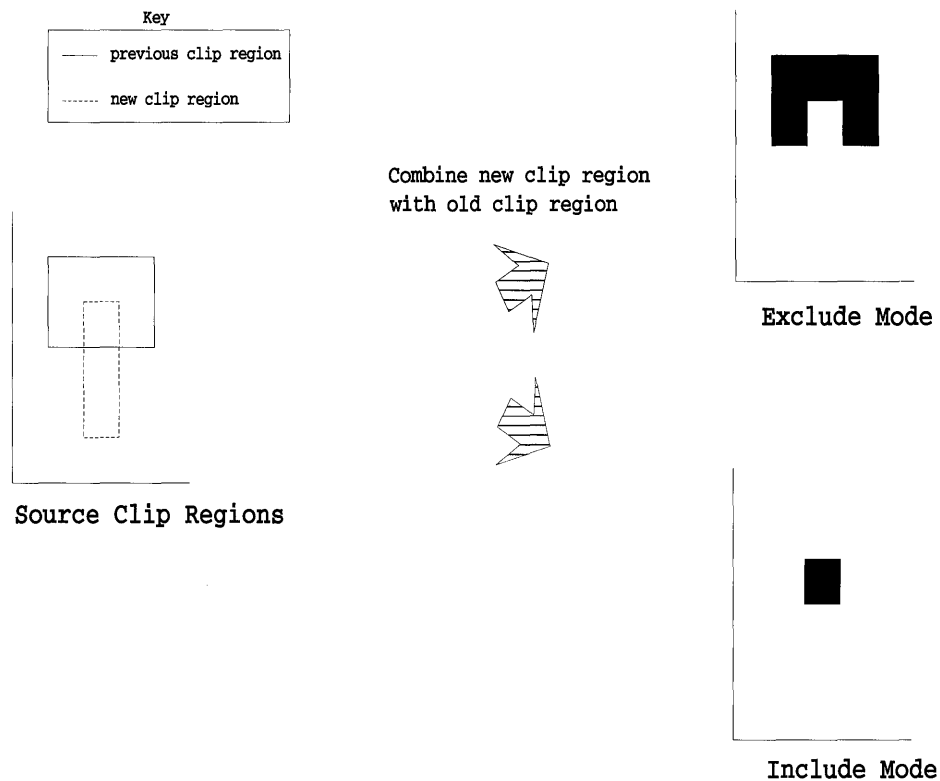 Key
previous clip region
new clip region
Combine new clip region
with old clip region
Exclude Mode
Source Clip Regions
Include Mode